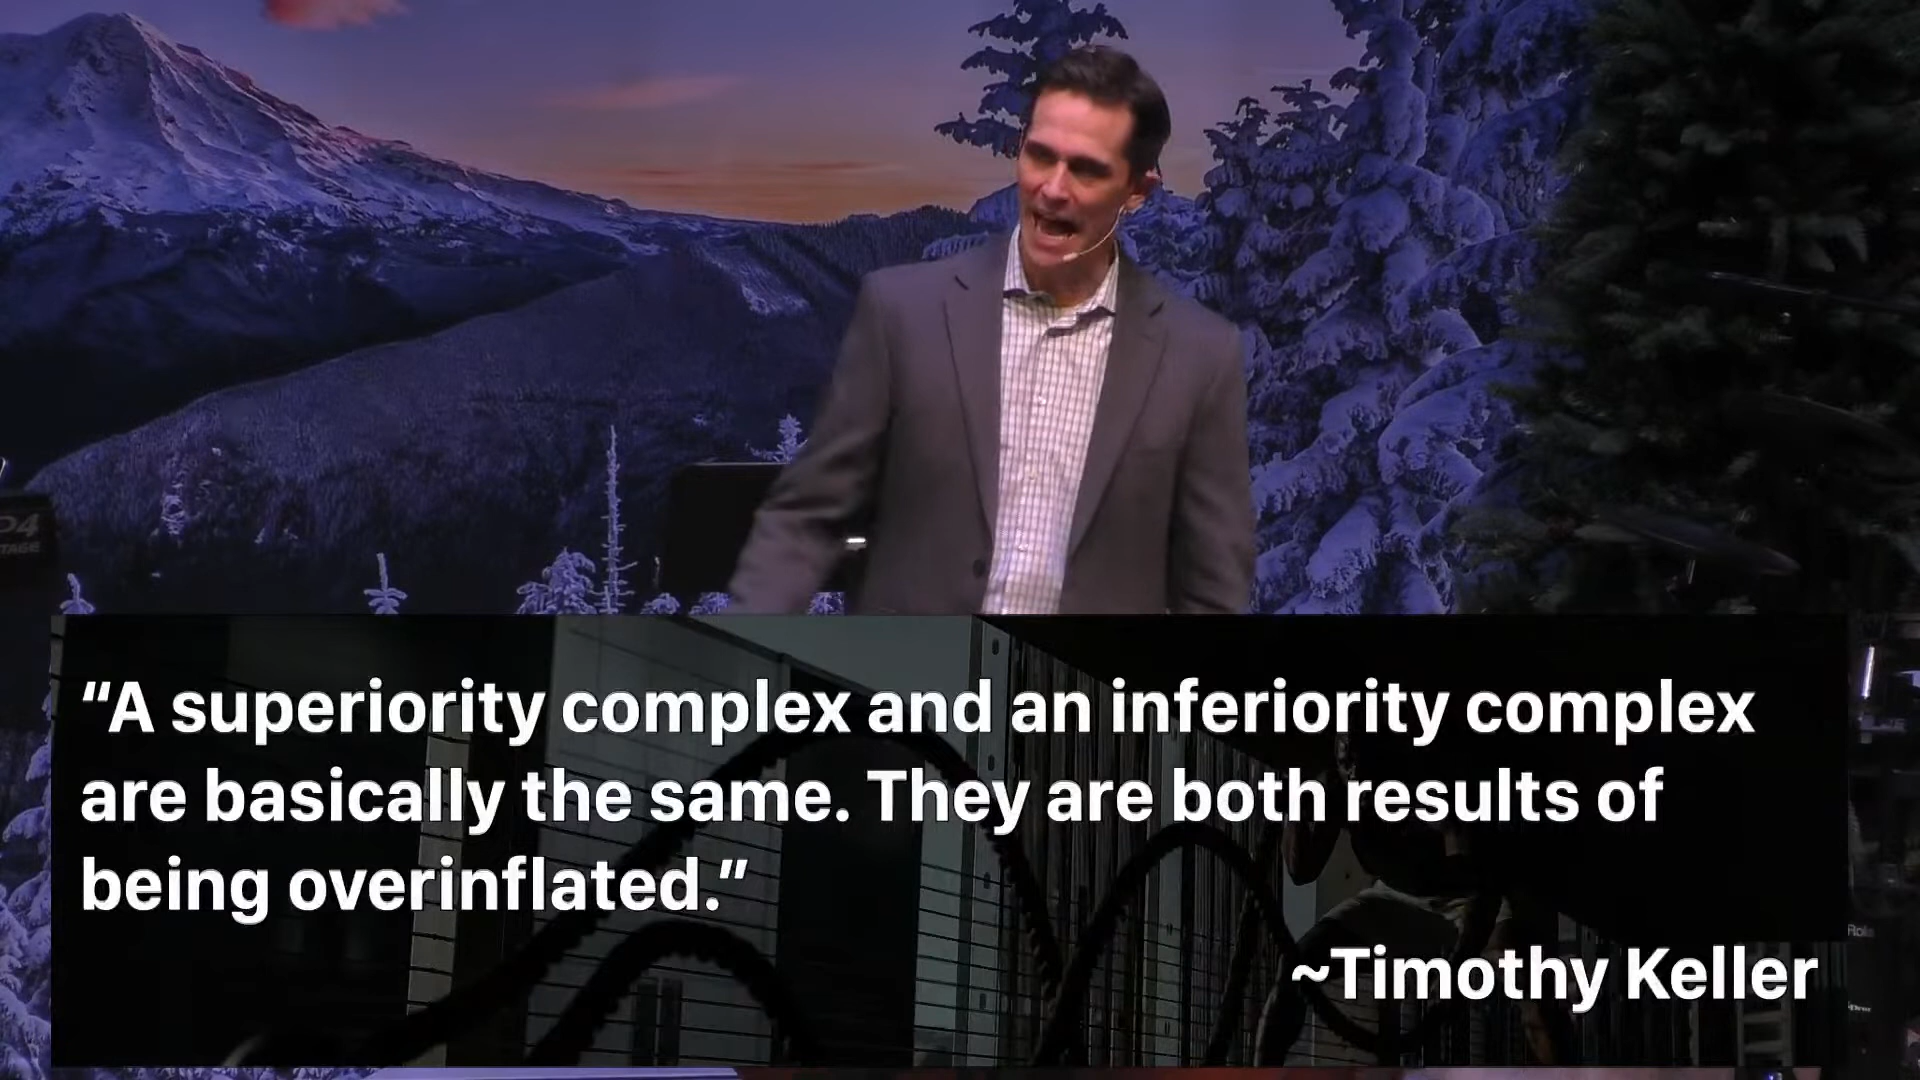 “A superiority complex and an inferiority complex
are basically the same. They are both results of
being overinflated.”
~Timothy Keller